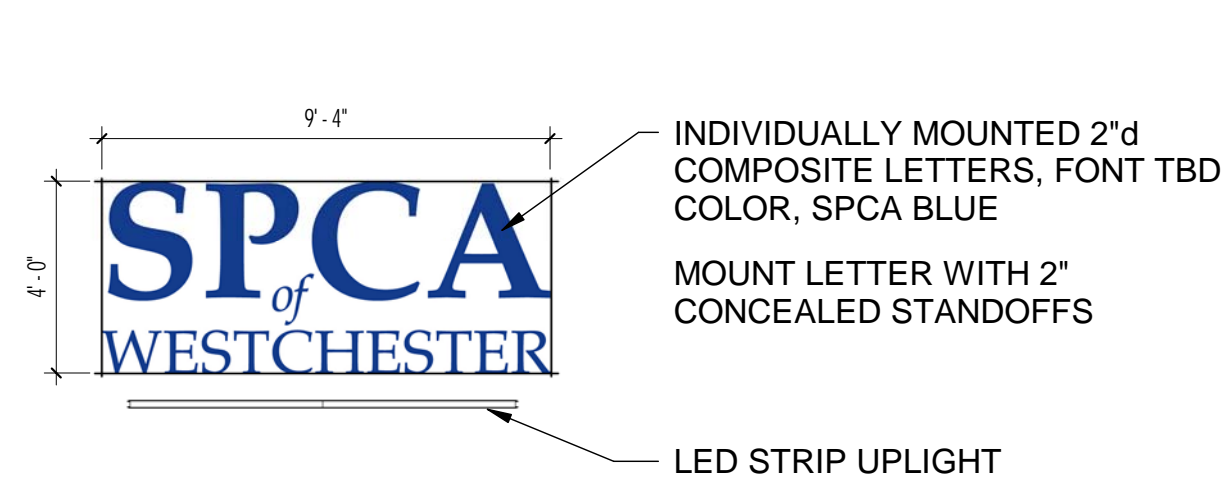 9' - 4"
4' - 0"
SPCA
of
WESTCHESTER
INDIVIDUALLY MOUNTED 2"d
COMPOSITE LETTERS, FONT TBD
COLOR, SPCA BLUE
MOUNT LETTER WITH 2"
CONCEALED STANDOFFS
LED STRIP UPLIGHT